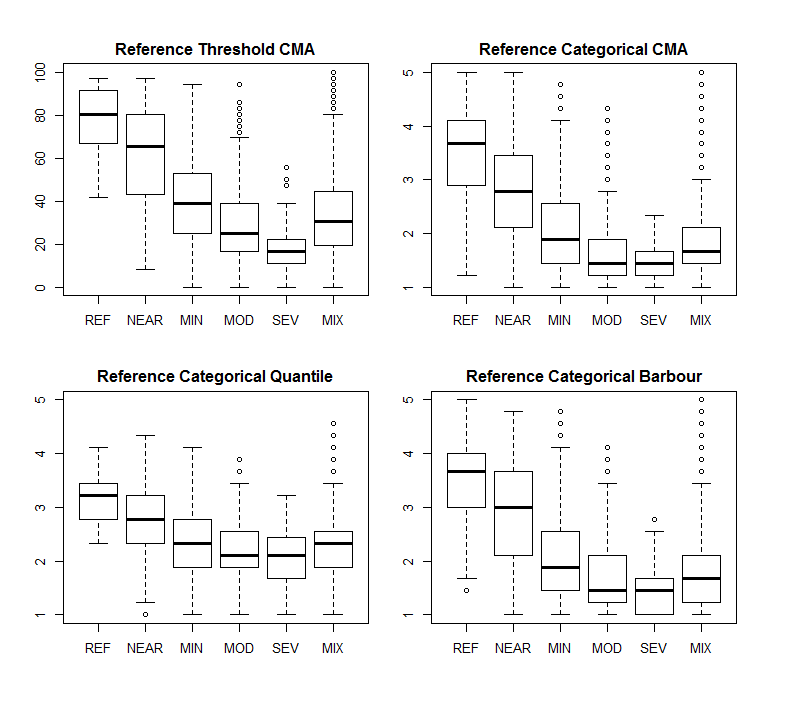 Reference Threshold CMA
100
80
60
40
20
0
REF NEAR MIN MOD SEV MIX
Reference Categorical CMA
5
4
3
2
1
REF NEAR MIN MOD SEV MIX
Reference Categorical Quantile
5
4
3
2
1
REF NEAR MIN MOD SEV MIX
Reference Categorical Barbour
5
4
3
2
1
REF NEAR MIN MOD SEV MIX